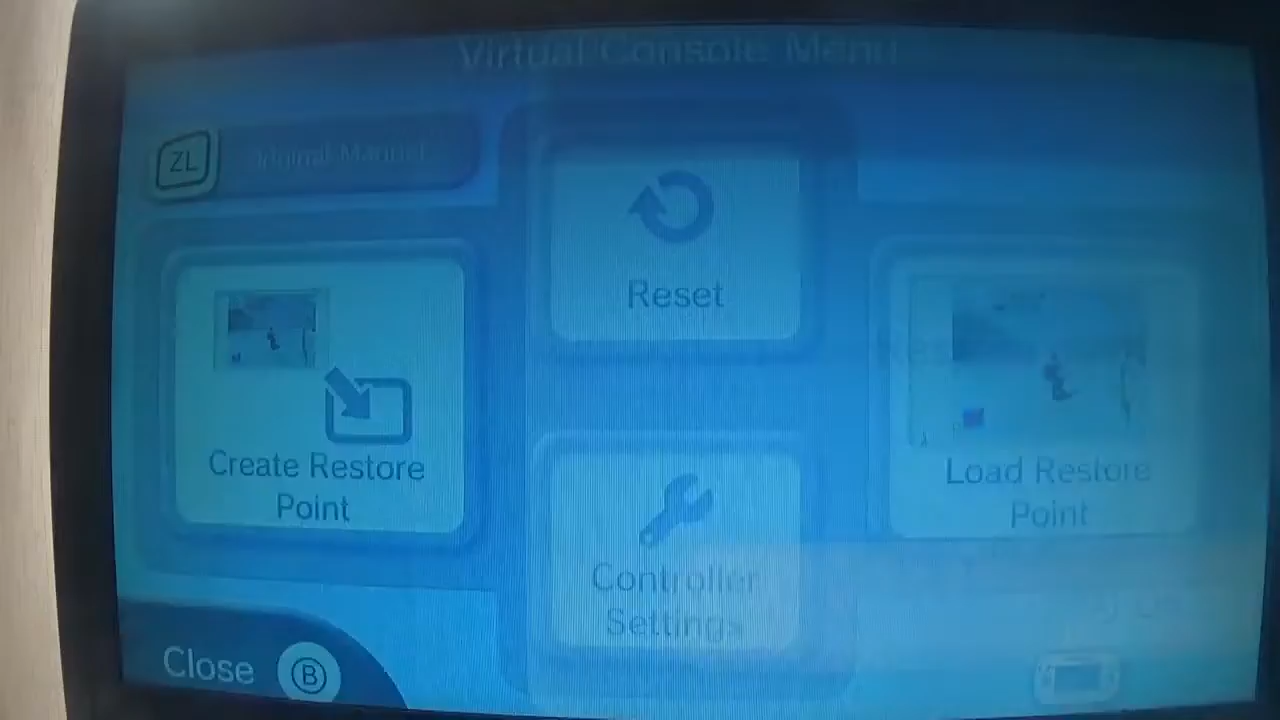 Virtual Console Menu
ZL
Reset
Create Restore
Point
Load Restore
Point
Controller
Settings
Close B